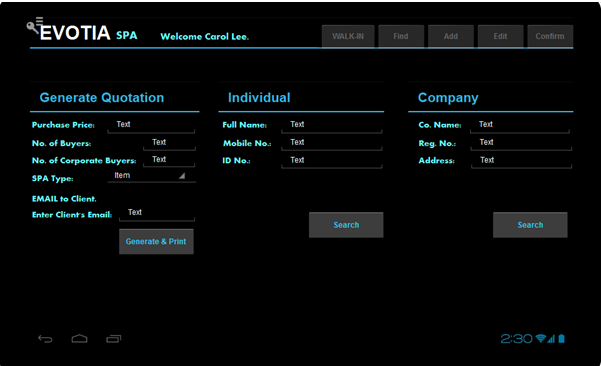 EVOTIA SPA Welcome Carol Lee. WALK-IN Find Add Edit Confirm
Generate Quotation
Purchase Price: Text
No. of Buyers: Text
No. of Corporate Buyers: Text
SPA Type: Item
EMAIL to Client.
Enter Client's Email: Text
Generate & Print
Individual
Full Name: Text
Mobile No.: Text
ID No.: Text
Search
Company
Co. Name: Text
Reg. No.: Text
Address: Text
Search
2:30